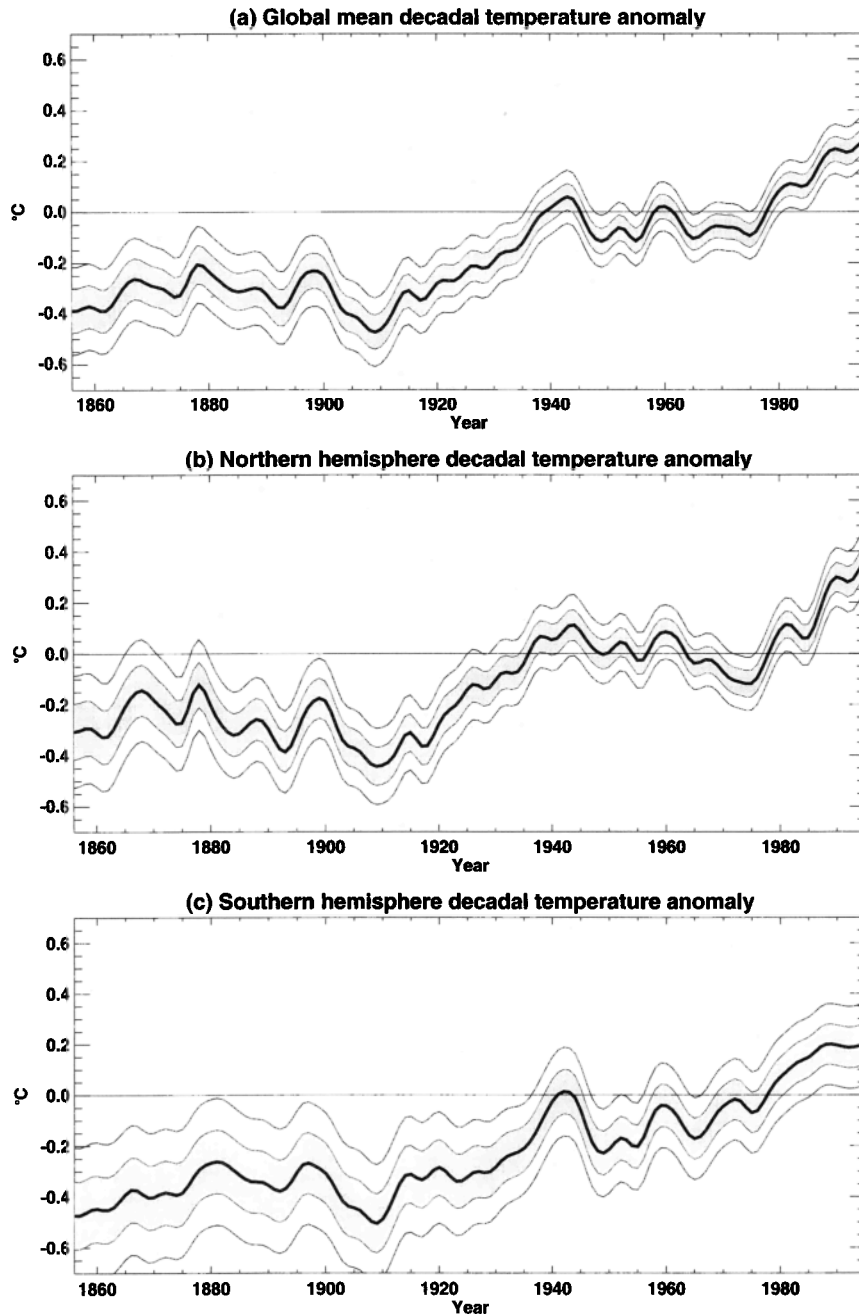 (a) Global mean decadal temperature anomaly
0.6
0.4
0.2
0.0
-0.2
-0.4
-0.6
°C
1860 1880 1900 1920 1940 1960 1980
Year
(b) Northern hemisphere decadal temperature anomaly
0.6
0.4
0.2
0.0
-0.2
-0.4
-0.6
°C
1860 1880 1900 1920 1940 1960 1980
Year
(c) Southern hemisphere decadal temperature anomaly
0.6
0.4
0.2
0.0
-0.2
-0.4
-0.6
°C
1860 1880 1900 1920 1940 1960 1980
Year